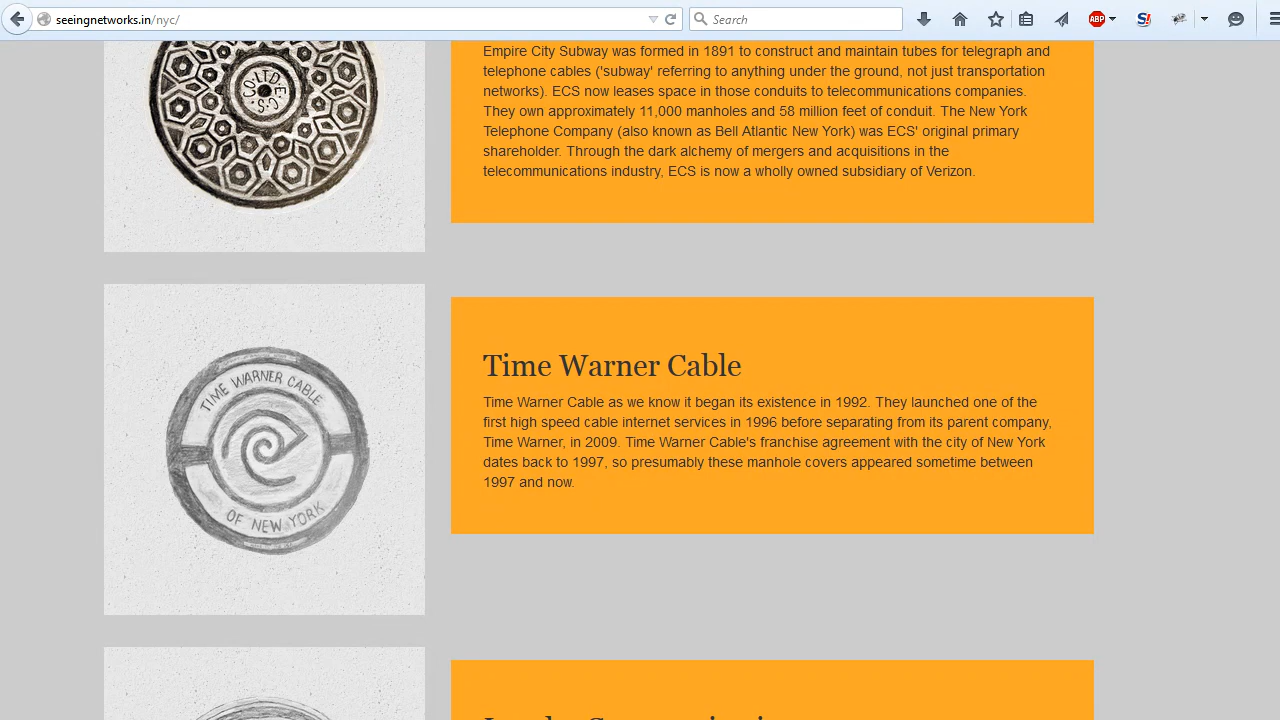 seeingnetworks.in/nyc/
Search
ABP
CO.LTD.E.C.S.
Empire City Subway was formed in 1891 to construct and maintain tubes for telegraph and
telephone cables ('subway' referring to anything under the ground, not just transportation
networks). ECS now leases space in those conduits to telecommunications companies.
They own approximately 11,000 manholes and 58 million feet of conduit. The New York
Telephone Company (also known as Bell Atlantic New York) was ECS' original primary
shareholder. Through the dark alchemy of mergers and acquisitions in the
telecommunications industry, ECS is now a wholly owned subsidiary of Verizon.
TIME WARNER CABLE
OF NEW YORK
Time Warner Cable
Time Warner Cable as we know it began its existence in 1992. They launched one of the
first high speed cable internet services in 1996 before separating from its parent company,
Time Warner, in 2009. Time Warner Cable's franchise agreement with the city of New York
dates back to 1997, so presumably these manhole covers appeared sometime between
1997 and now.